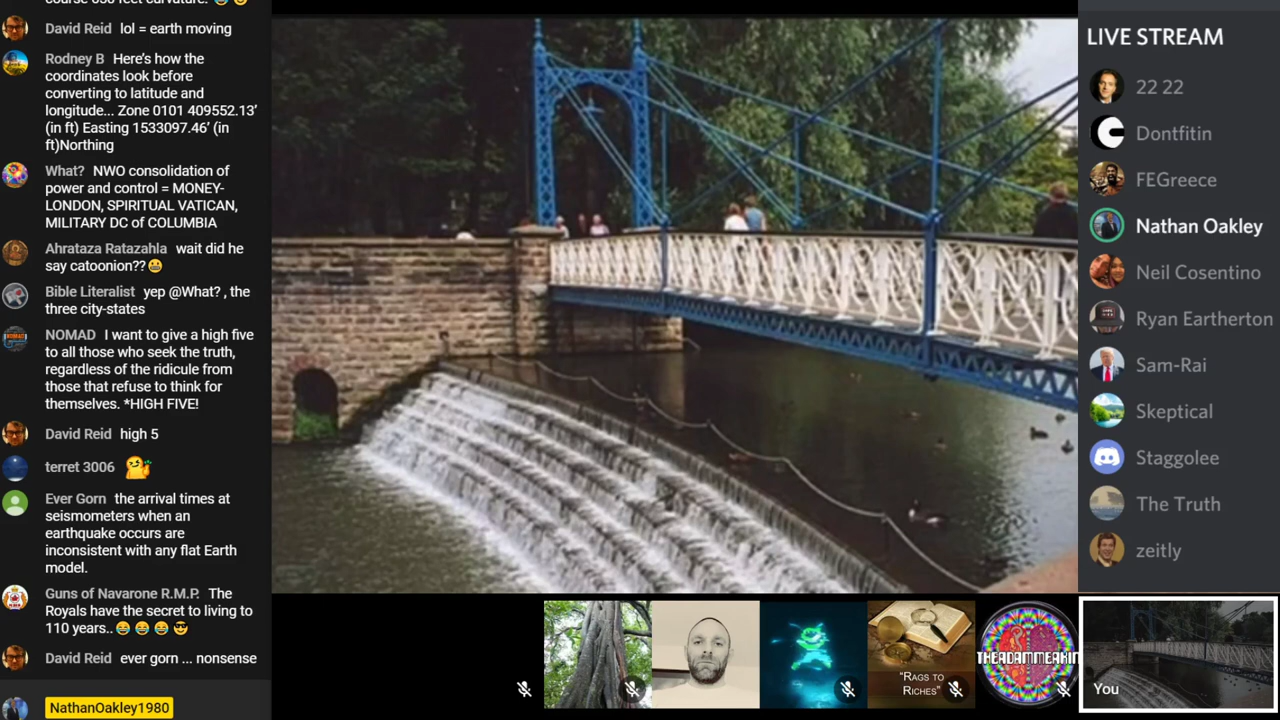 course 650 feet curvature. 😂 😊
David Reid lol = earth moving
Rodney B Here's how the
coordinates look before
converting to latitude and
longitude... Zone 0101 409552.13'
(in ft) Easting 1533097.46' (in
ft)Northing
What? NWO consolidation of
power and control = MONEY-
LONDON, SPIRITUAL VATICAN,
MILITARY DC of COLUMBIA
Ahrataza Ratazahla wait did he
say catoonion??😬
Bible Literalist yep @What? , the
three city-states
NOMAD I want to give a high five
to all those who seek the truth,
regardless of the ridicule from
those that refuse to think for
themselves. *HIGH FIVE!
David Reid high 5
terret 3006
Ever Gorn the arrival times at
seismometers when an
earthquake occurs are
inconsistent with any flat Earth
model.
Guns of Navarone R.M.P. The
Royals have the secret to living to
110 years..😂 😂 😂 😎
David Reid ever gorn ... nonsense
NathanOakley1980
"RAGS TO
RICHES"
THEADAMMEAKIN
You
LIVE STREAM
22 22
Dontfitin
FEGreece
Nathan Oakley
Neil Cosentino
Ryan Eartherton
Sam-Rai
Skeptical
Staggolee
The Truth
zeitly